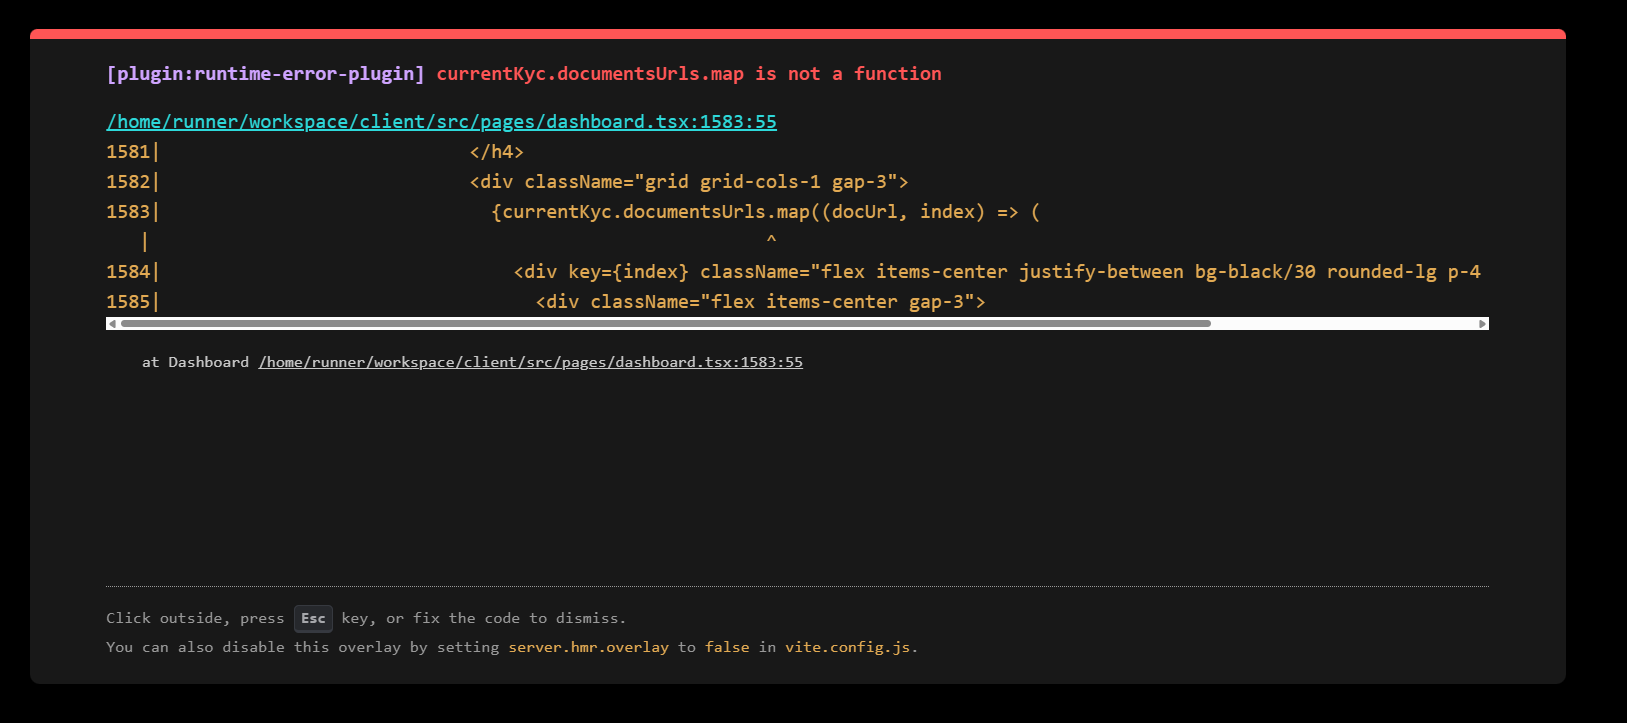 [plugin:runtime-error-plugin] currentKyc.documentsUrls.map is not a function
/home/runner/workspace/client/src/pages/dashboard.tsx:1583:55
1581|                            </h4>
1582|                            <div className="grid grid-cols-1 gap-3">
1583|                              {currentKyc.documentsUrls.map((docUrl, index) => (
   |                                                        ^
1584|                                <div key={index} className="flex items-center justify-between bg-black/30 rounded-lg p-4
1585|                                  <div className="flex items-center gap-3">
at Dashboard /home/runner/workspace/client/src/pages/dashboard.tsx:1583:55
Click outside, press Esc key, or fix the code to dismiss.
You can also disable this overlay by setting server.hmr.overlay to false in vite.config.js.